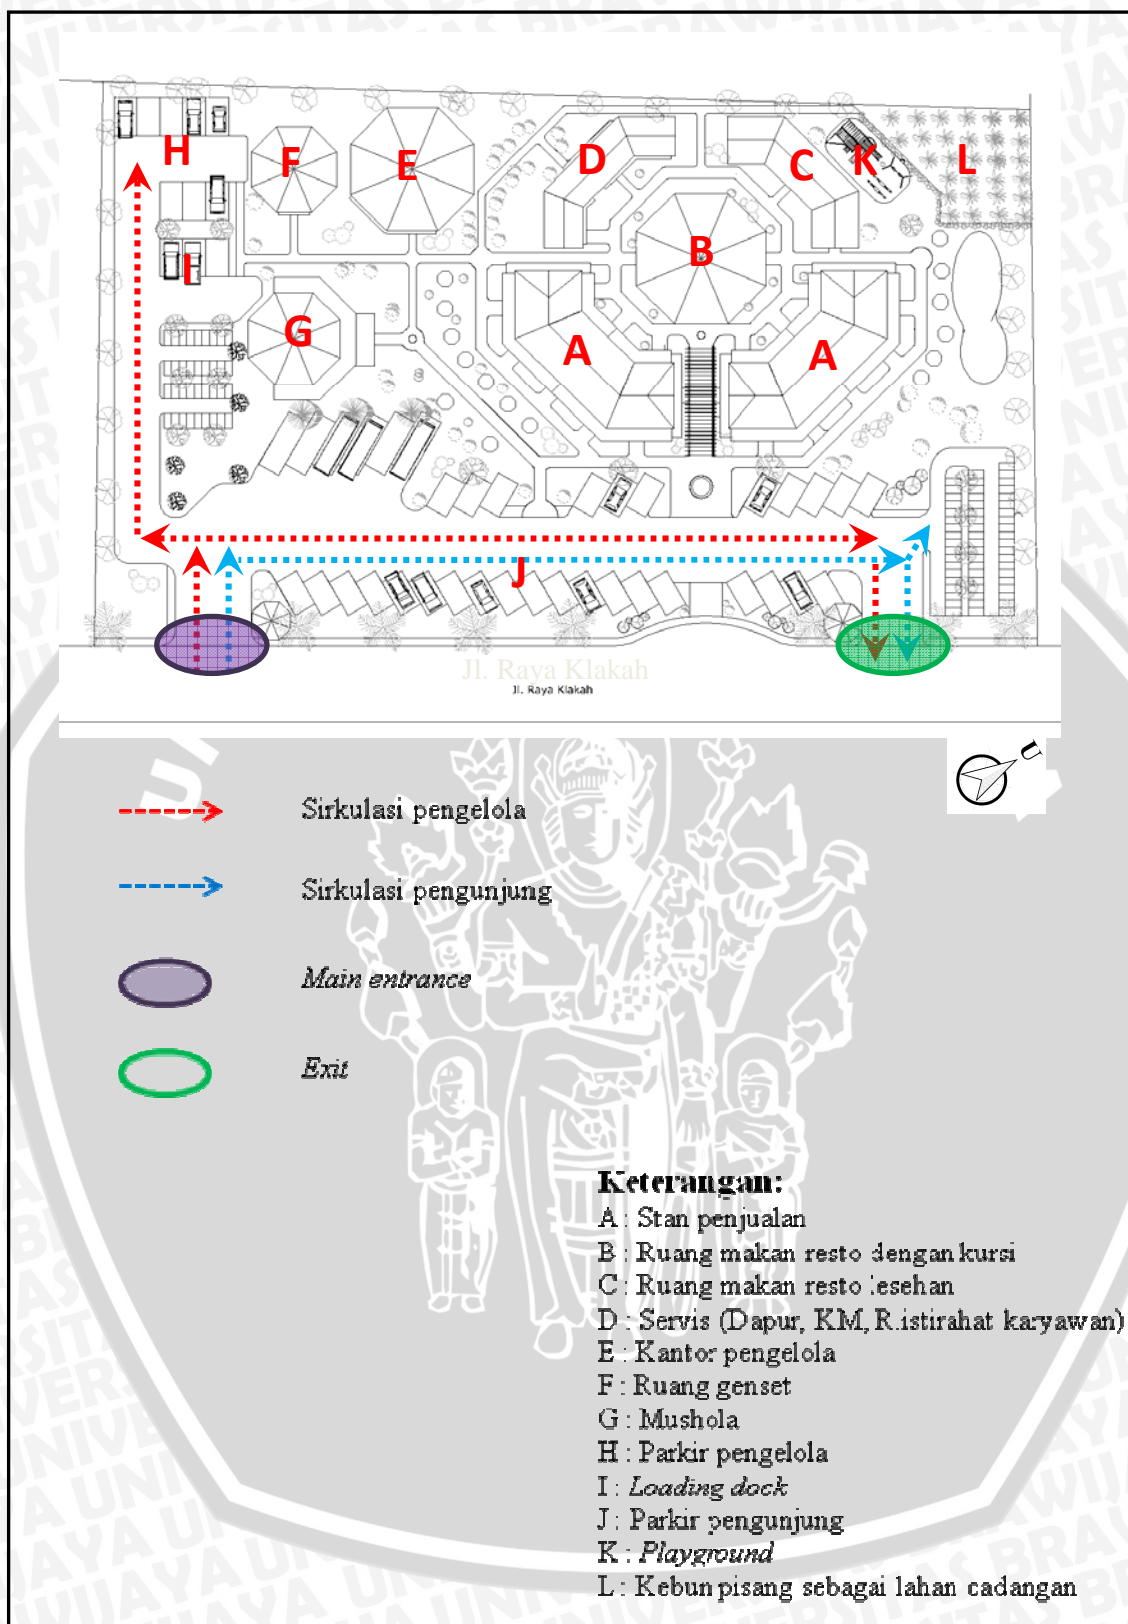 H
F
E
D
C
K
L
I
B
G
A
A
J
Jl. Raya Klakah
Jl. Raya Klakah
U
Sirkulasi pengelola
Sirkulasi pengunjung
Main entrance
Exit
Keterangan:
A : Stan penjualan
B : Ruang makan resto dengan kursi
C : Ruang makan resto lesehan
D : Servis (Dapur, KM, R.istirahat karyawan)
E : Kantor pengelola
F : Ruang genset
G : Mushola
H : Parkir pengelola
I : Loading dock
J : Parkir pengunjung
K : Playground
L : Kebun pisang sebagai lahan cadangan